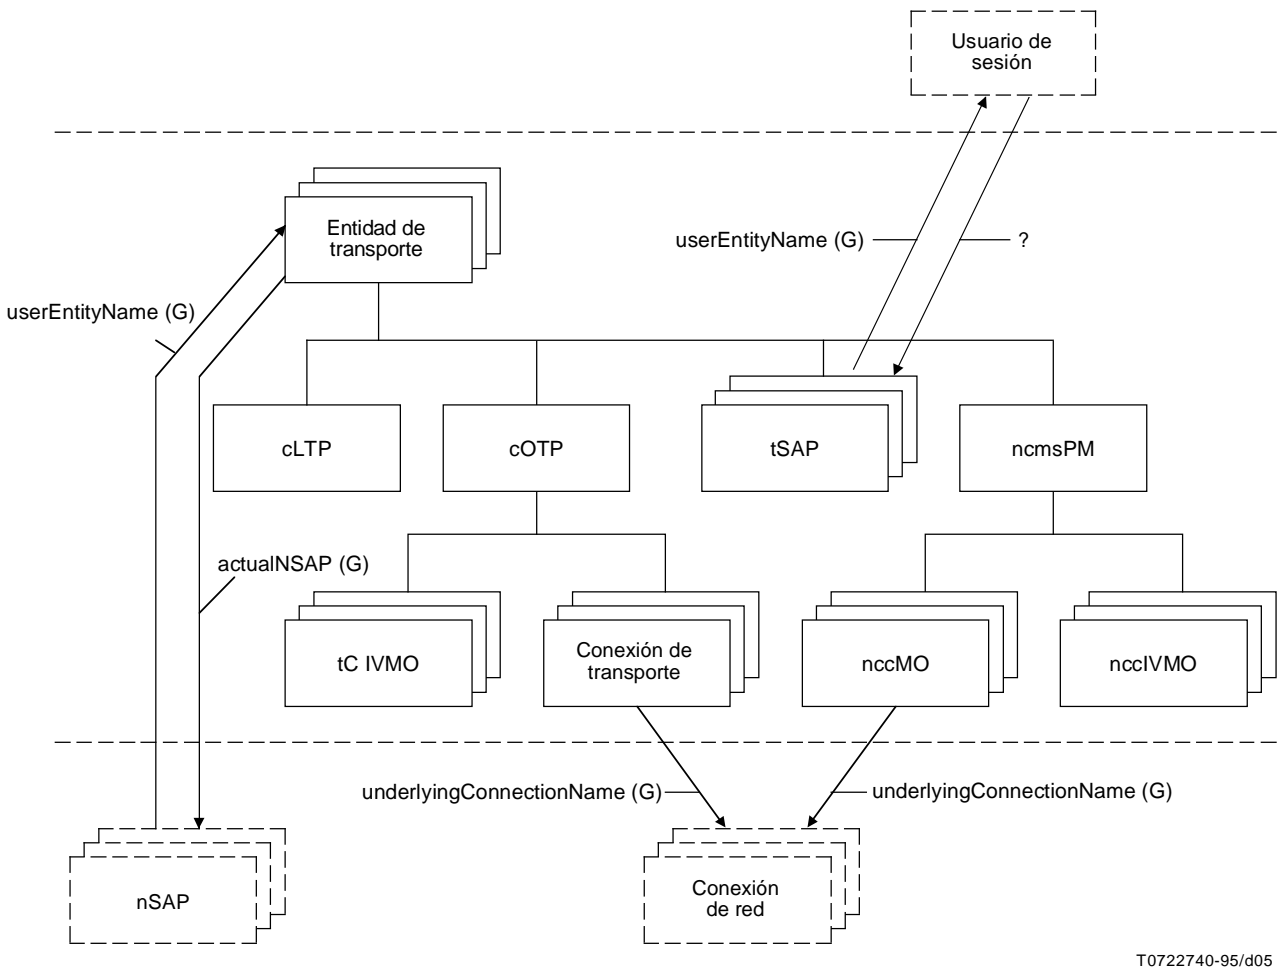 Usuario de
sesión
Entidad de
transporte
userEntityName (G)
?
userEntityName (G)
cLTP
cOTP
tSAP
ncmsPM
actualNSAP (G)
tC IVMO
Conexión de
transporte
nccMO
nccIVMO
underlyingConnectionName (G)
underlyingConnectionName (G)
nSAP
Conexión
de red
T0722740-95/d05